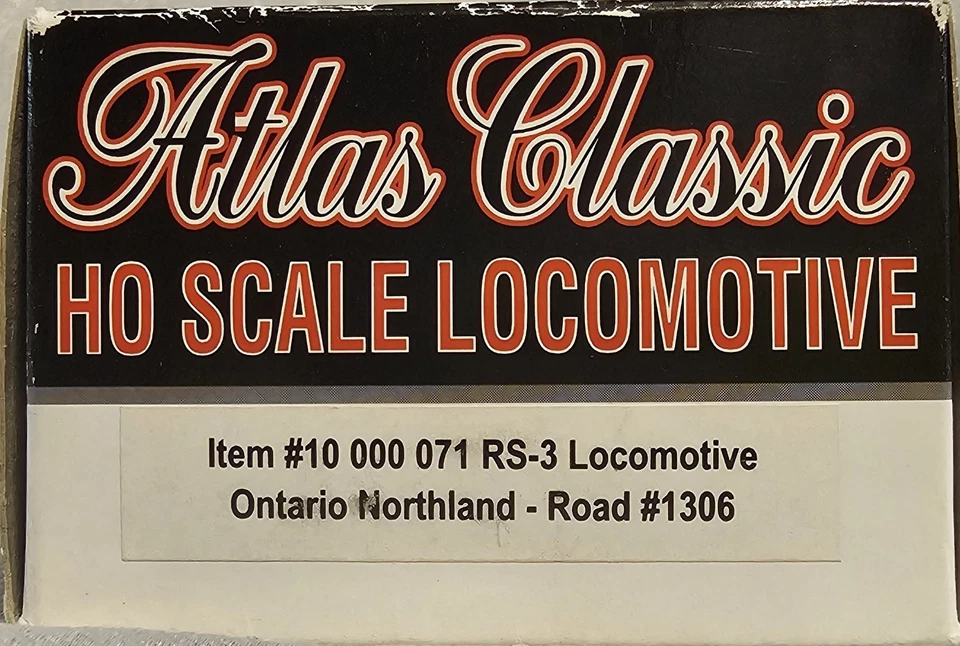 Atlas Classic
HO SCALE LOCOMOTIVE
Item #10 000 071 RS-3 Locomotive
Ontario Northland - Road #1306